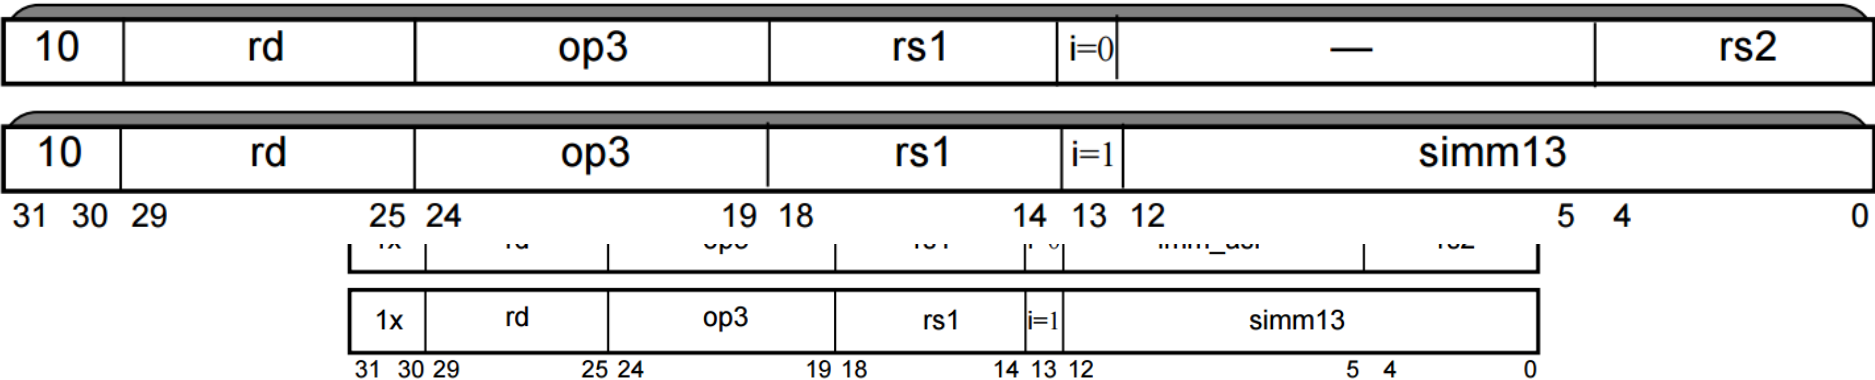 10 rd op3 rs1 i=0 — rs2
10 rd op3 rs1 i=1 simm13
31 30 29 25 24 19 18 14 13 12 5 4 0
1x rd op3 rs1 i=1 simm13
31 30 29 25 24 19 18 14 13 12 5 4 0